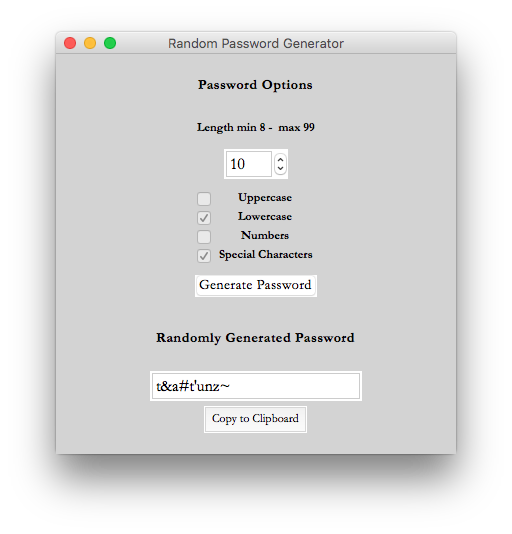 Random Password Generator
Password Options
Length min 8 -  max 99
10
Uppercase
Lowercase
Numbers
Special Characters
Generate Password
Randomly Generated Password
t&a#t'unz~
Copy to Clipboard